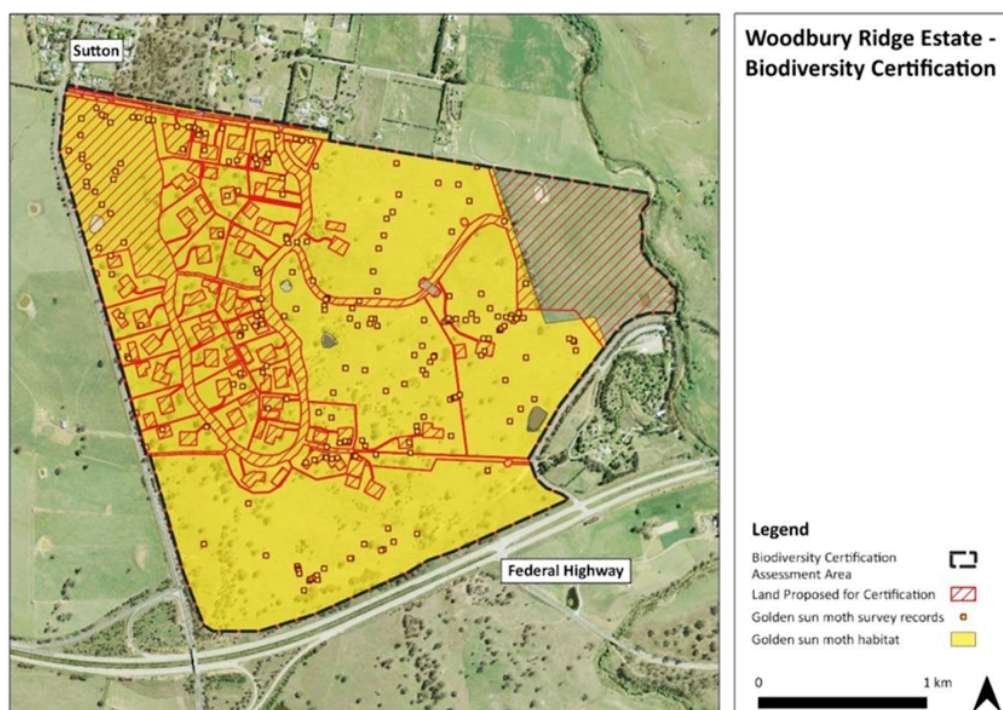 Sutton
Federal Highway
Woodbury Ridge Estate -
Biodiversity Certification
Legend
Biodiversity Certification
Assessment Area
Land Proposed for Certification
Golden sun moth survey records
Golden sun moth habitat
0 1 km